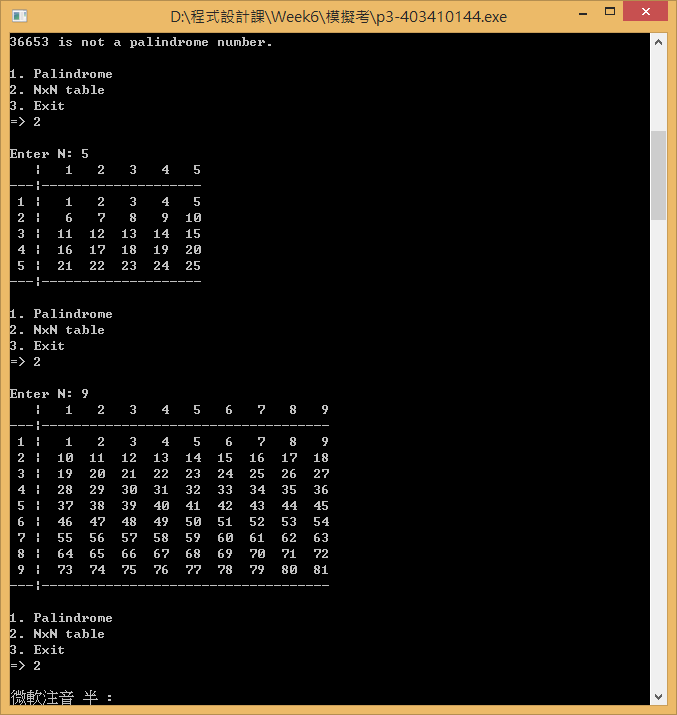 D:\程式設計課\Week6\模擬考\p3-403410144.exe
36653 is not a palindrome number.
1. Palindrome
2. NxN table
3. Exit
=> 2
Enter N: 5
   ¦   1   2   3   4   5
---¦--------------------
 1 ¦   1   2   3   4   5
 2 ¦   6   7   8   9  10
 3 ¦  11  12  13  14  15
 4 ¦  16  17  18  19  20
 5 ¦  21  22  23  24  25
---¦--------------------
1. Palindrome
2. NxN table
3. Exit
=> 2
Enter N: 9
   ¦   1   2   3   4   5   6   7   8   9
---¦------------------------------------
 1 ¦   1   2   3   4   5   6   7   8   9
 2 ¦  10  11  12  13  14  15  16  17  18
 3 ¦  19  20  21  22  23  24  25  26  27
 4 ¦  28  29  30  31  32  33  34  35  36
 5 ¦  37  38  39  40  41  42  43  44  45
 6 ¦  46  47  48  49  50  51  52  53  54
 7 ¦  55  56  57  58  59  60  61  62  63
 8 ¦  64  65  66  67  68  69  70  71  72
 9 ¦  73  74  75  76  77  78  79  80  81
---¦------------------------------------
1. Palindrome
2. NxN table
3. Exit
=> 2
微軟注音 半 :